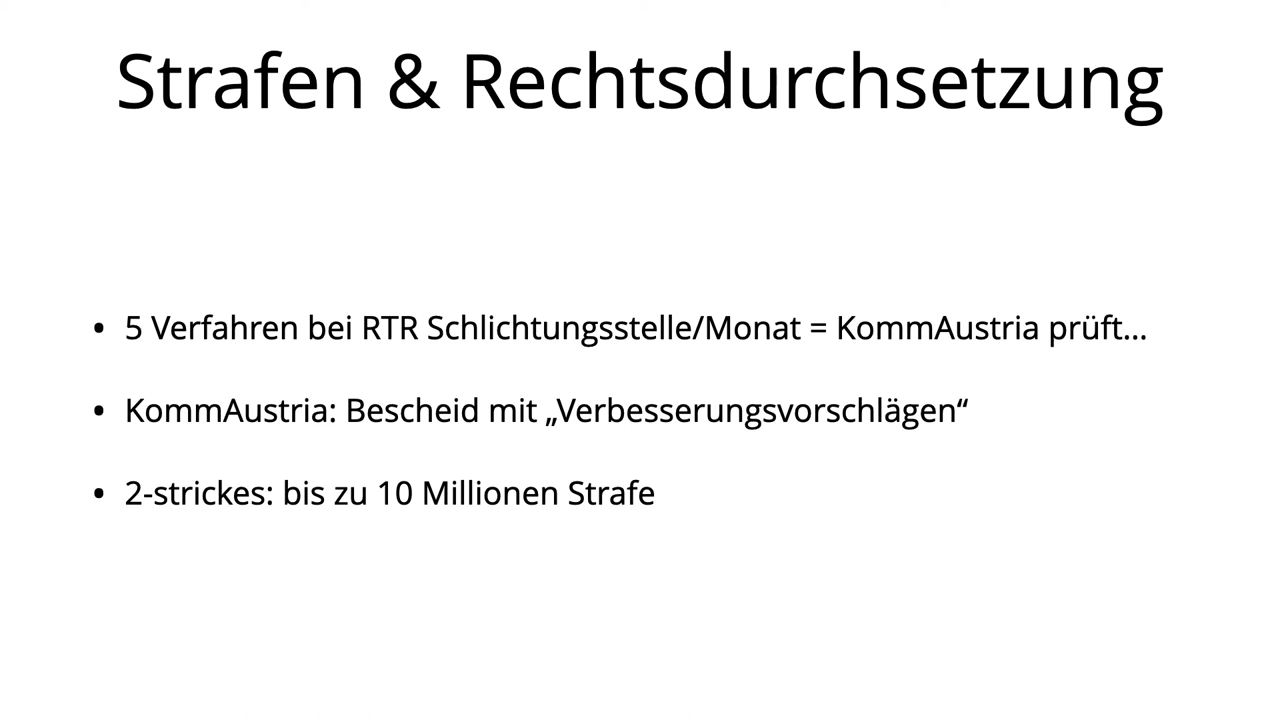 Strafen & Rechtsdurchsetzung
• 5 Verfahren bei RTR Schlichtungsstelle/Monat = KommAustria prüft...
• KommAustria: Bescheid mit „Verbesserungsvorschlägen“
• 2-strickes: bis zu 10 Millionen Strafe